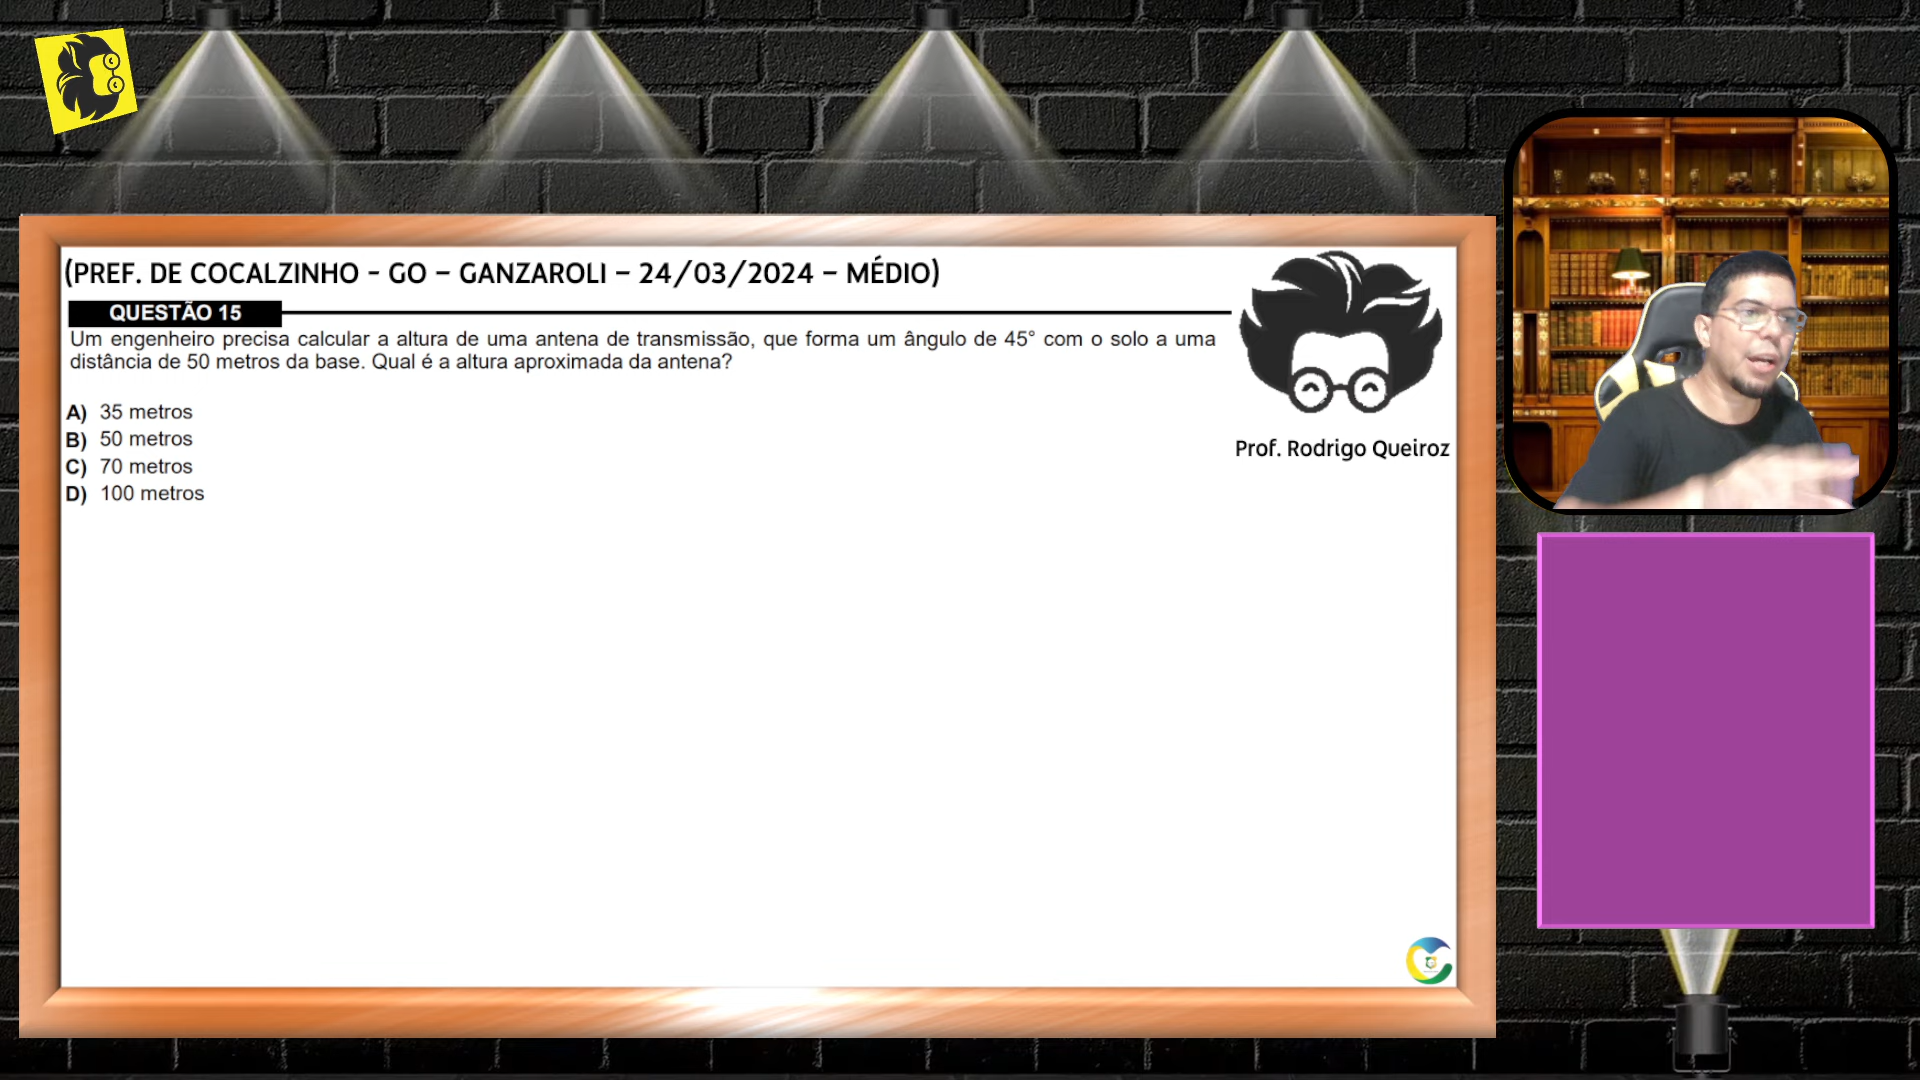 (PREF. DE COCALZINHO - GO – GANZAROLI – 24/03/2024 – MÉDIO)
QUESTÃO 15
Um engenheiro precisa calcular a altura de uma antena de transmissão, que forma um ângulo de 45° com o solo a uma
distância de 50 metros da base. Qual é a altura aproximada da antena?
A) 35 metros
B) 50 metros
C) 70 metros
D) 100 metros
Prof. Rodrigo Queiroz